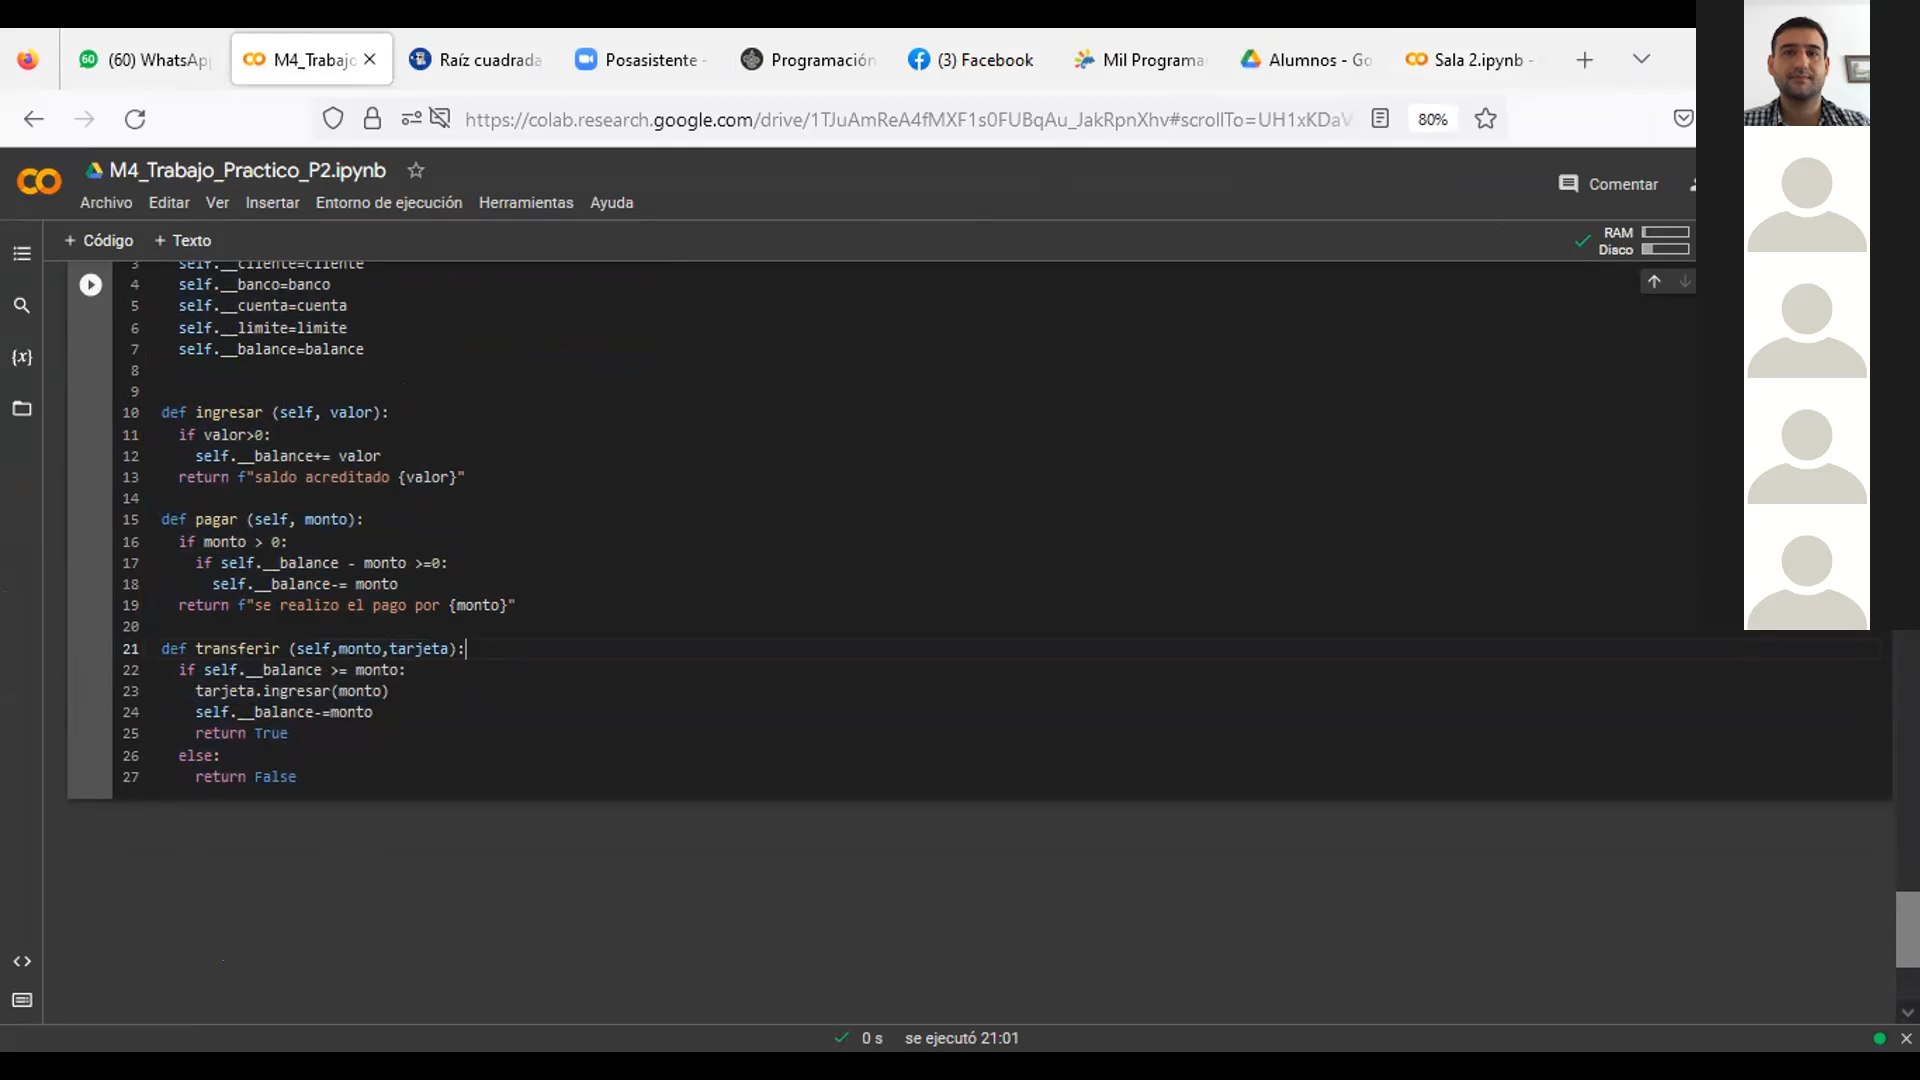 (60) WhatsAp
M4_Trabajo
Raíz cuadrada
Posasistente -
Programación
(3) Facebook
Mil Programa
Alumnos - Go
Sala 2.ipynb -
https://colab.research.google.com/drive/1TJuAmReA4fMXF1s0FUBqAu_JakRpnXhv#scrollTo=UH1xKDaV
80%
M4_Trabajo_Practico_P2.ipynb
Comentar
Archivo Editar Ver Insertar Entorno de ejecución Herramientas Ayuda
+ Código + Texto
RAM
Disco
3 self.__cliente=cliente
4 self.__banco=banco
5 self.__cuenta=cuenta
6 self.__limite=limite
7 self.__balance=balance
8
9
10 def ingresar (self, valor):
11 if valor>0:
12 self.__balance+= valor
13 return f"saldo acreditado {valor}"
14
15 def pagar (self, monto):
16 if monto > 0:
17 if self.__balance - monto >=0:
18 self.__balance-= monto
19 return f"se realizo el pago por {monto}"
20
21 def transferir (self,monto,tarjeta):
22 if self.__balance >= monto:
23 tarjeta.ingresar(monto)
24 self.__balance-=monto
25 return True
26 else:
27 return False
0 s se ejecutó 21:01